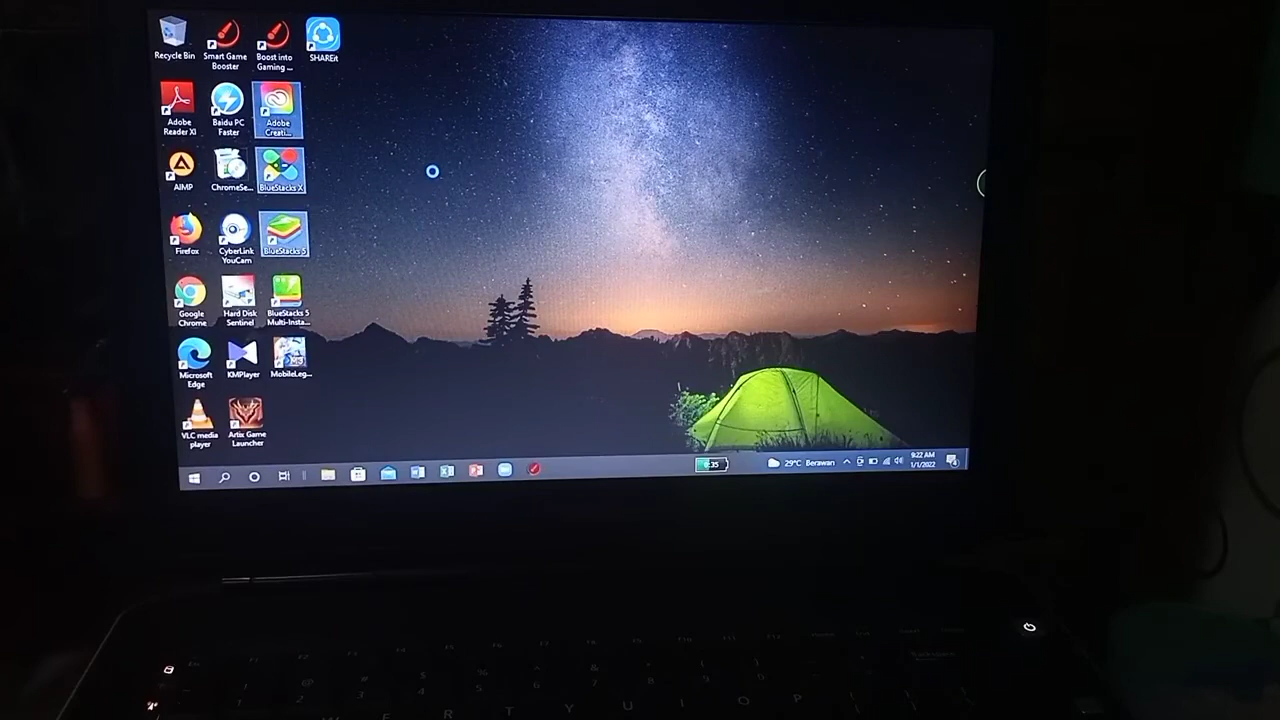 Recycle Bin
Smart Game
Booster
Boost into
Gaming ...
SHAREit
Adobe
Reader XI
Baidu PC
Faster
Adobe
Creati...
AIMP
ChromeSe...
BlueStacks X
Firefox
CyberLink
YouCam
BlueStacks 5
Google
Chrome
Hard Disk
Sentinel
BlueStacks 5
Multi-Insta...
Microsoft
Edge
KMPlayer
MobileLeg...
VLC media
player
Artix Game
Launcher
0:35
29°C Berawan
9:22 AM
1/1/2022
R T Y U I O P